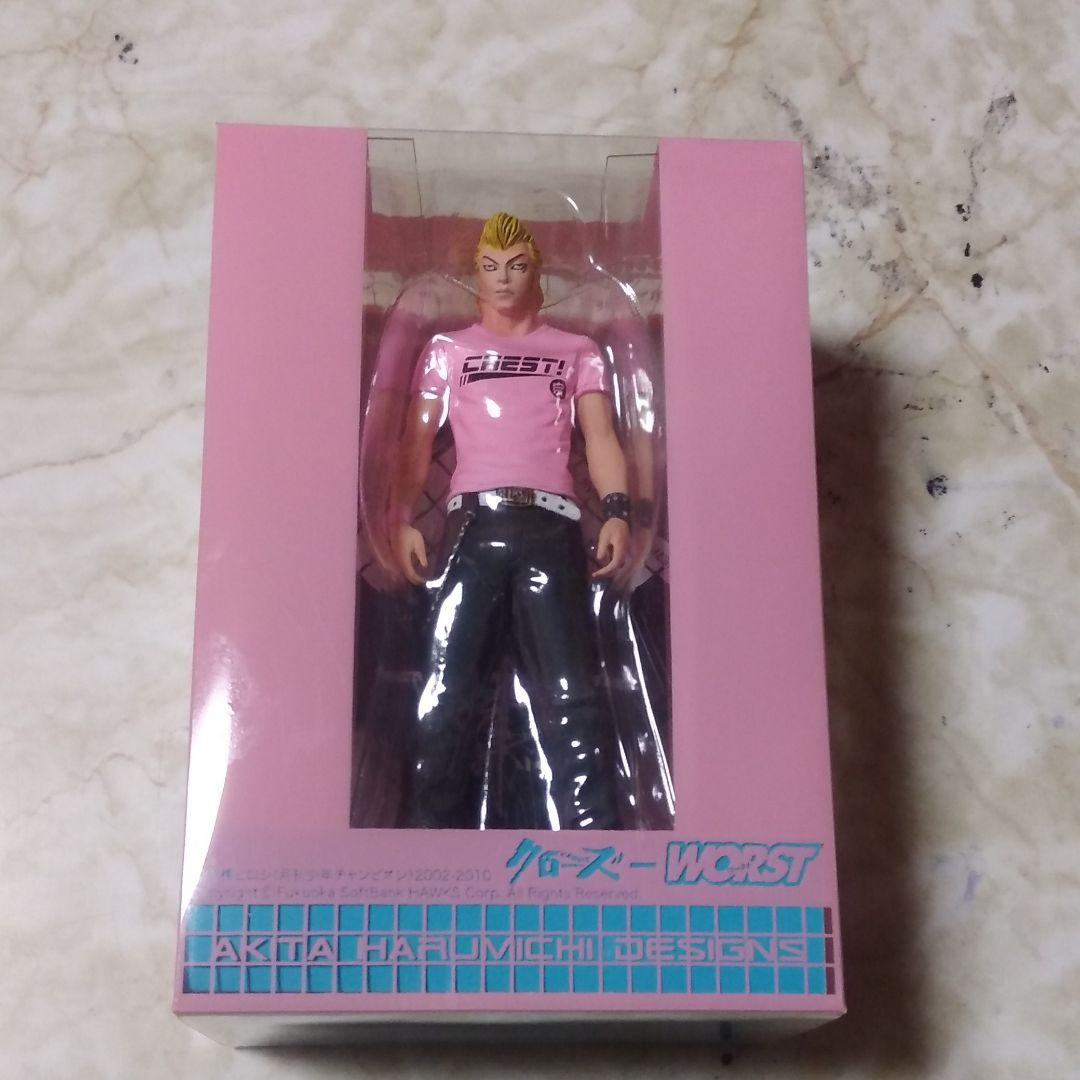 CHEST!
クローズ－WORST
橋ヒロシ(月刊少年チャンピオン)2002-2010
Copyright ©Fukuoka SoftBank HAWKS Corp. All Rights Reserved
AKITA HARUMICHI DESIGNS